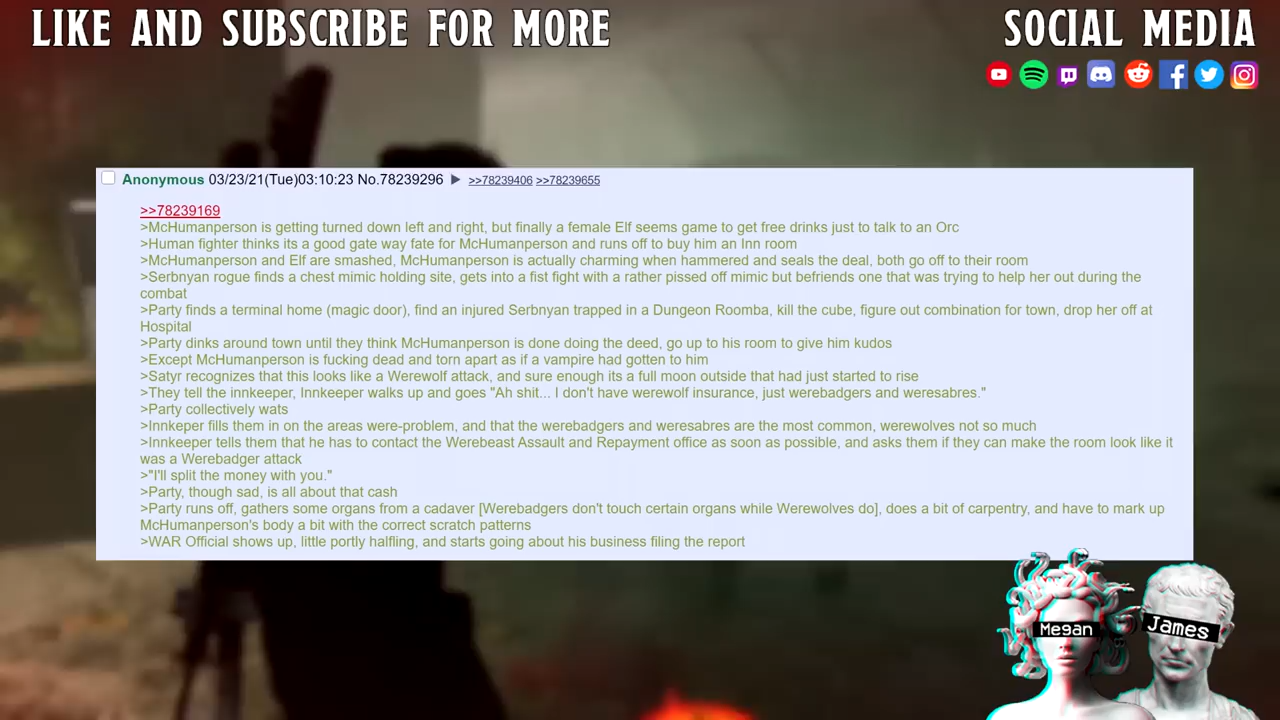 LIKE AND SUBSCRIBE FOR MORE
SOCIAL MEDIA
Anonymous 03/23/21(Tue)03:10:23 No.78239296 ▶ >>78239406 >>78239655
>>78239169
>McHumanperson is getting turned down left and right, but finally a female Elf seems game to get free drinks just to talk to an Orc
>Human fighter thinks its a good gate way fate for McHumanperson and runs off to buy him an Inn room
>McHumanperson and Elf are smashed, McHumanperson is actually charming when hammered and seals the deal, both go off to their room
>Serbnyan rogue finds a chest mimic holding site, gets into a fist fight with a rather pissed off mimic but befriends one that was trying to help her out during the
combat
>Party finds a terminal home (magic door), find an injured Serbnyan trapped in a Dungeon Roomba, kill the cube, figure out combination for town, drop her off at
Hospital
>Party dinks around town until they think McHumanperson is done doing the deed, go up to his room to give him kudos
>Except McHumanperson is fucking dead and torn apart as if a vampire had gotten to him
>Satyr recognizes that this looks like a Werewolf attack, and sure enough its a full moon outside that had just started to rise
>They tell the innkeeper, Innkeeper walks up and goes "Ah shit... I don't have werewolf insurance, just werebadgers and weresabres."
>Party collectively wats
>Innkeper fills them in on the areas were-problem, and that the werebadgers and weresabres are the most common, werewolves not so much
>Innkeeper tells them that he has to contact the Werebeast Assault and Repayment office as soon as possible, and asks them if they can make the room look like it
was a Werebadger attack
>"I'll split the money with you."
>Party, though sad, is all about that cash
>Party runs off, gathers some organs from a cadaver [Werebadgers don't touch certain organs while Werewolves do], does a bit of carpentry, and have to mark up
McHumanperson's body a bit with the correct scratch patterns
>WAR Official shows up, little portly halfling, and starts going about his business filing the report
Megan
James